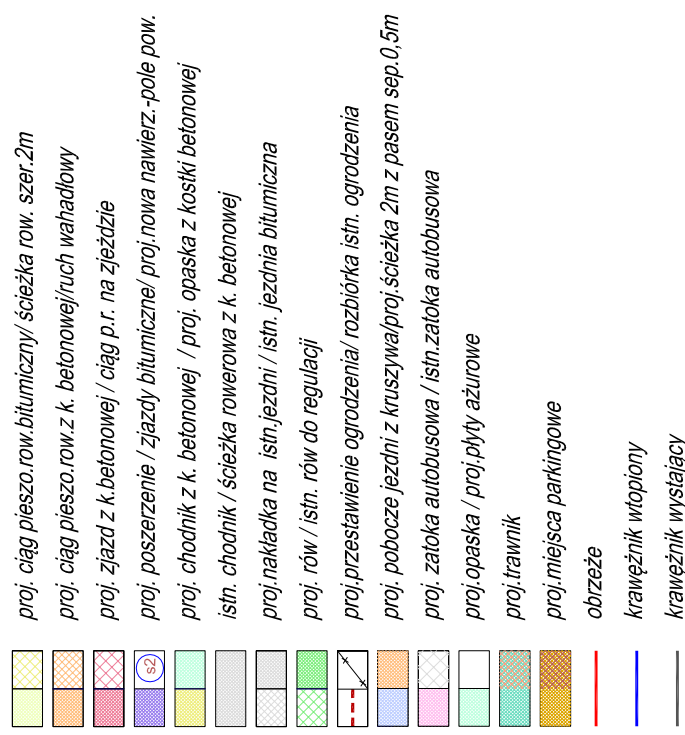 proj. ciąg pieszo.row.bitumiczny/ ścieżka row. szer.2m
proj. ciąg pieszo.row.z k. betonowej/ruch wahadłowy
proj. zjazd z k.betonowej / ciąg p.r. na zjeździe
proj. poszerzenie / zjazdy bitumiczne/ proj.nowa nawierz.-pole pow.
s2
proj. chodnik z k. betonowej / proj. opaska z kostki betonowej
istn. chodnik / ścieżka rowerowa z k. betonowej
proj.nakładka na istn.jezdni / istn. jezdnia bitumiczna
proj. rów / istn. rów do regulacji
proj.przestawienie ogrodzenia/ rozbiórka istn. ogrodzenia
proj. pobocze jezdni z kruszywa/proj.ścieżka 2m z pasem sep.0,5m
proj. zatoka autobusowa / istn.zatoka autobusowa
proj.opaska / proj.płyty ażurowe
proj.trawnik
proj.miejsca parkingowe
obrzeże
krawężnik wtopiony
krawężnik wystający